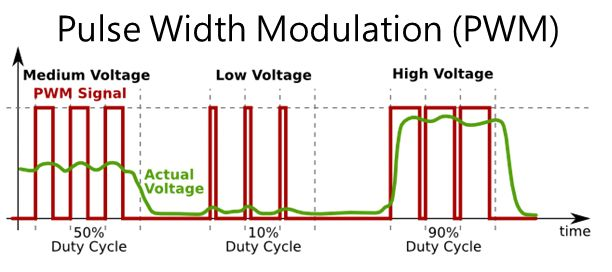 Pulse Width Modulation (PWM)
Medium Voltage
PWM Signal
Low Voltage
High Voltage
Actual
Voltage
50%
Duty Cycle
10%
Duty Cycle
90%
Duty Cycle
time